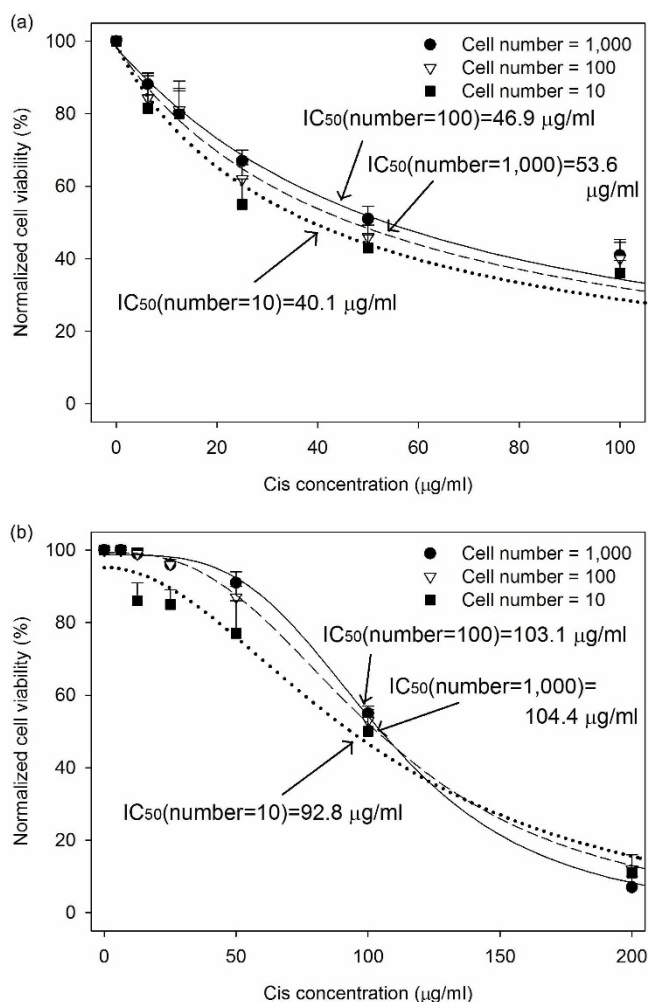 (a)
100
80
60
40
20
0
Normalized cell viability (%)
Cell number = 1,000
Cell number = 100
Cell number = 10
IC50(number=100)=46.9 μg/ml
IC50(number=1,000)=53.6
μg/ml
IC50(number=10)=40.1 μg/ml
0 20 40 60 80 100
Cis concentration (μg/ml)
(b)
100
80
60
40
20
0
Normalized cell viability (%)
Cell number = 1,000
Cell number = 100
Cell number = 10
IC50(number=100)=103.1 μg/ml
IC50(number=1,000)=
104.4 μg/ml
IC50(number=10)=92.8 μg/ml
0 50 100 150 200
Cis concentration (μg/ml)